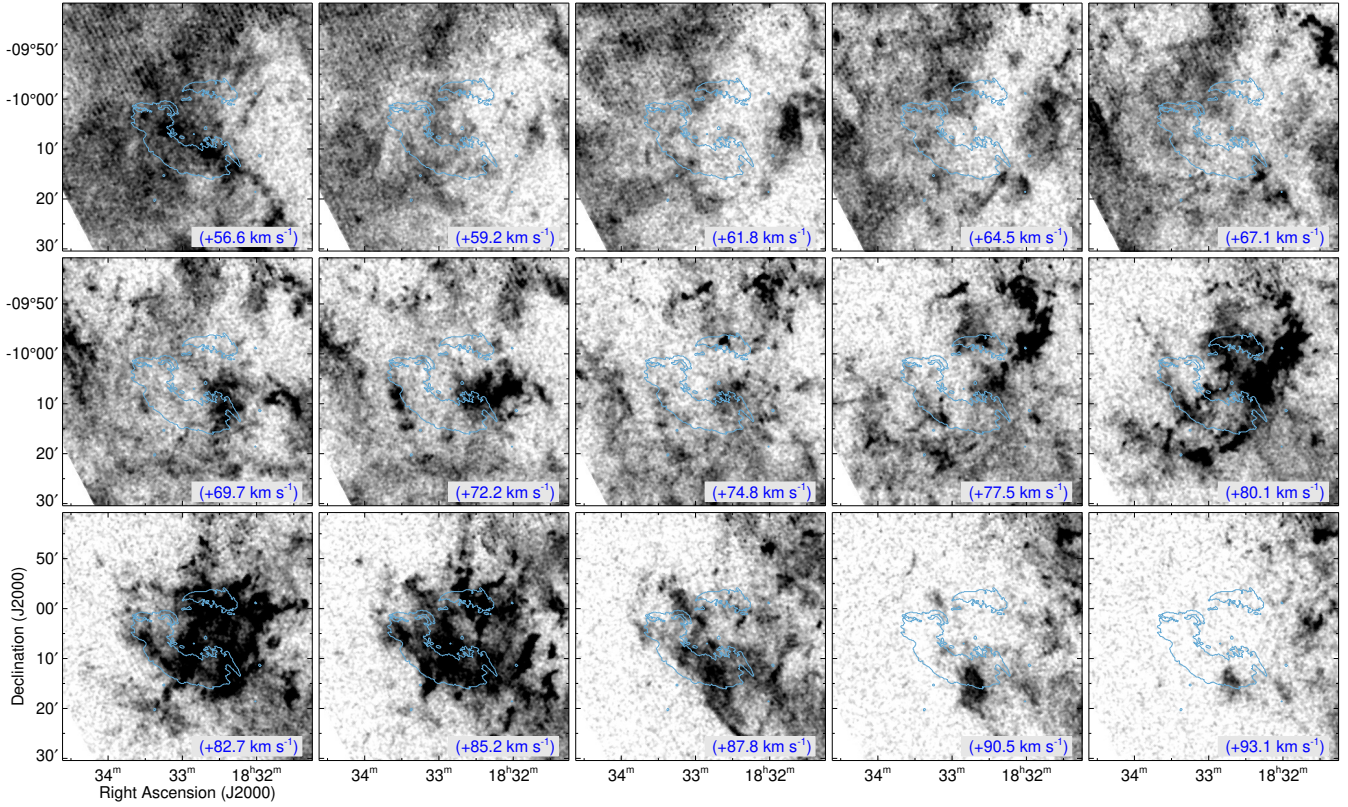 -09°50′
-10°00′
10′
20′
30′
(+56.6 km s⁻¹)
(+59.2 km s⁻¹)
(+61.8 km s⁻¹)
(+64.5 km s⁻¹)
(+67.1 km s⁻¹)
-09°50′
-10°00′
10′
20′
30′
(+69.7 km s⁻¹)
(+72.2 km s⁻¹)
(+74.8 km s⁻¹)
(+77.5 km s⁻¹)
(+80.1 km s⁻¹)
Declination (J2000)
50′
00′
10′
20′
30′
(+82.7 km s⁻¹)
(+85.2 km s⁻¹)
(+87.8 km s⁻¹)
(+90.5 km s⁻¹)
(+93.1 km s⁻¹)
34ᵐ 33ᵐ 18ʰ32ᵐ
34ᵐ 33ᵐ 18ʰ32ᵐ
34ᵐ 33ᵐ 18ʰ32ᵐ
34ᵐ 33ᵐ 18ʰ32ᵐ
34ᵐ 33ᵐ 18ʰ32ᵐ
Right Ascension (J2000)